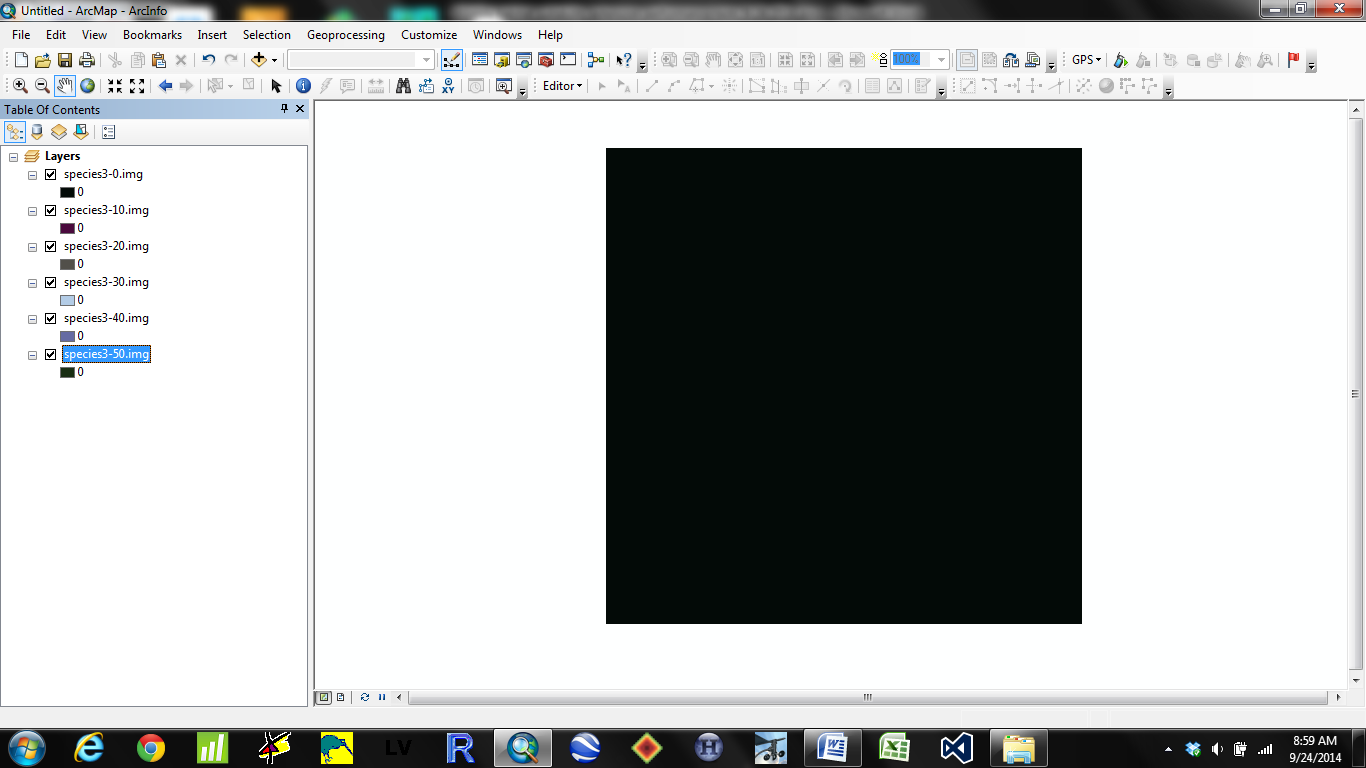 Untitled - ArcMap - ArcInfo
File Edit View Bookmarks Insert Selection Geoprocessing Customize Windows Help
100%
GPS
Editor
Table Of Contents
Layers
species3-0.img
0
species3-10.img
0
species3-20.img
0
species3-30.img
0
species3-40.img
0
species3-50.img
0
LV
8:59 AM
9/24/2014